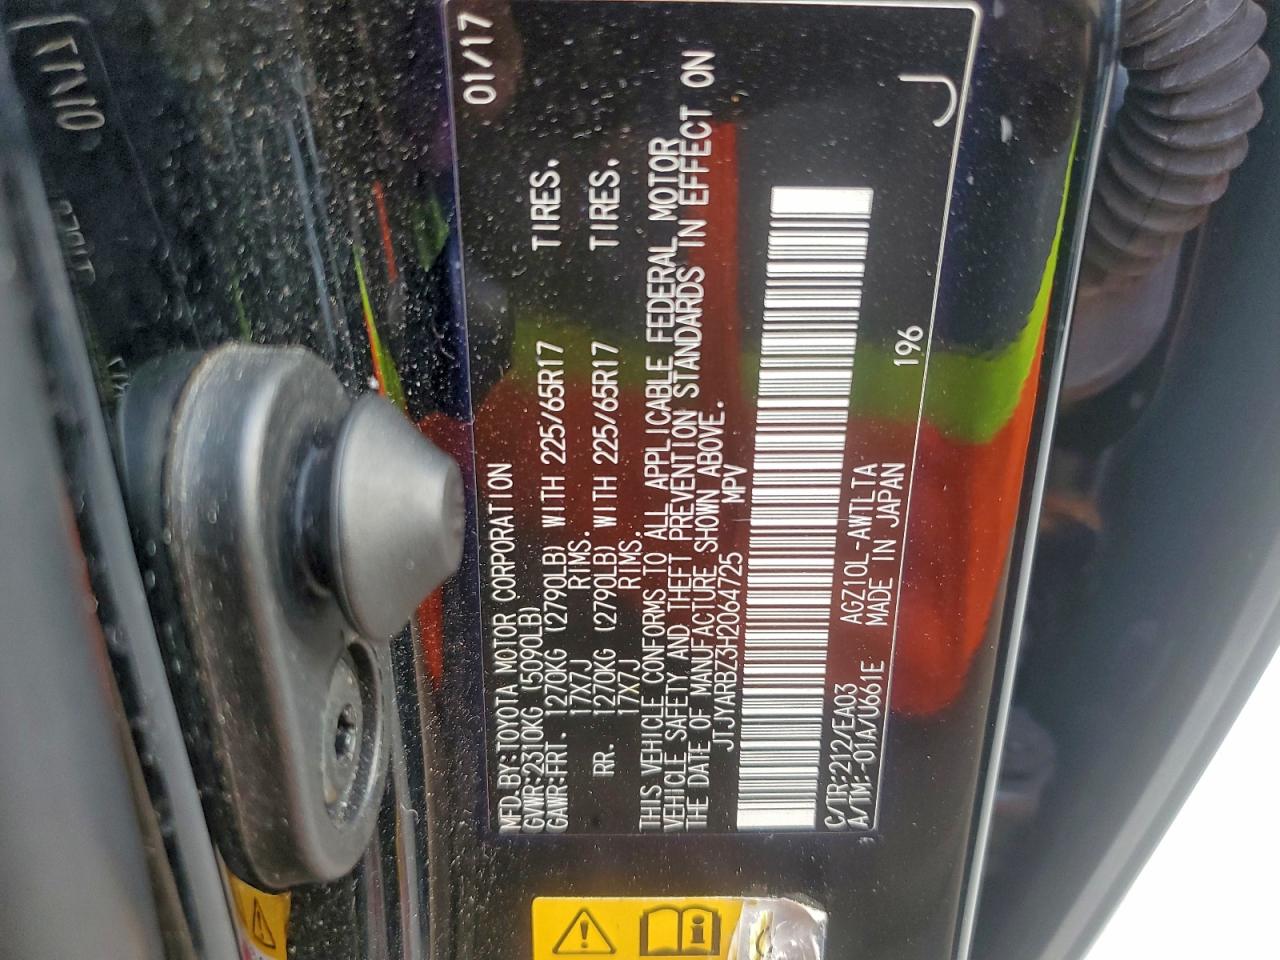 MFD.BY:TOYOTA MOTOR CORPORATION 01/17
GVWR:2310KG (5090LB)
GAWR:FRT. 1270KG (2790LB) WITH 225/65R17 TIRES.
17X7J RIMS.
RR. 1270KG (2790LB) WITH 225/65R17 TIRES.
17X7J RIMS.
THIS VEHICLE CONFORMS TO ALL APPLICABLE FEDERAL MOTOR
VEHICLE SAFETY AND THEFT PREVENTION STANDARDS IN EFFECT ON
THE DATE OF MANUFACTURE SHOWN ABOVE.
JTJYARBZ3H2064725 MPV
C/TR:212/EA03 AGZ10L-AWTLTA
A/TM:-01A/U661E MADE IN JAPAN
196 J